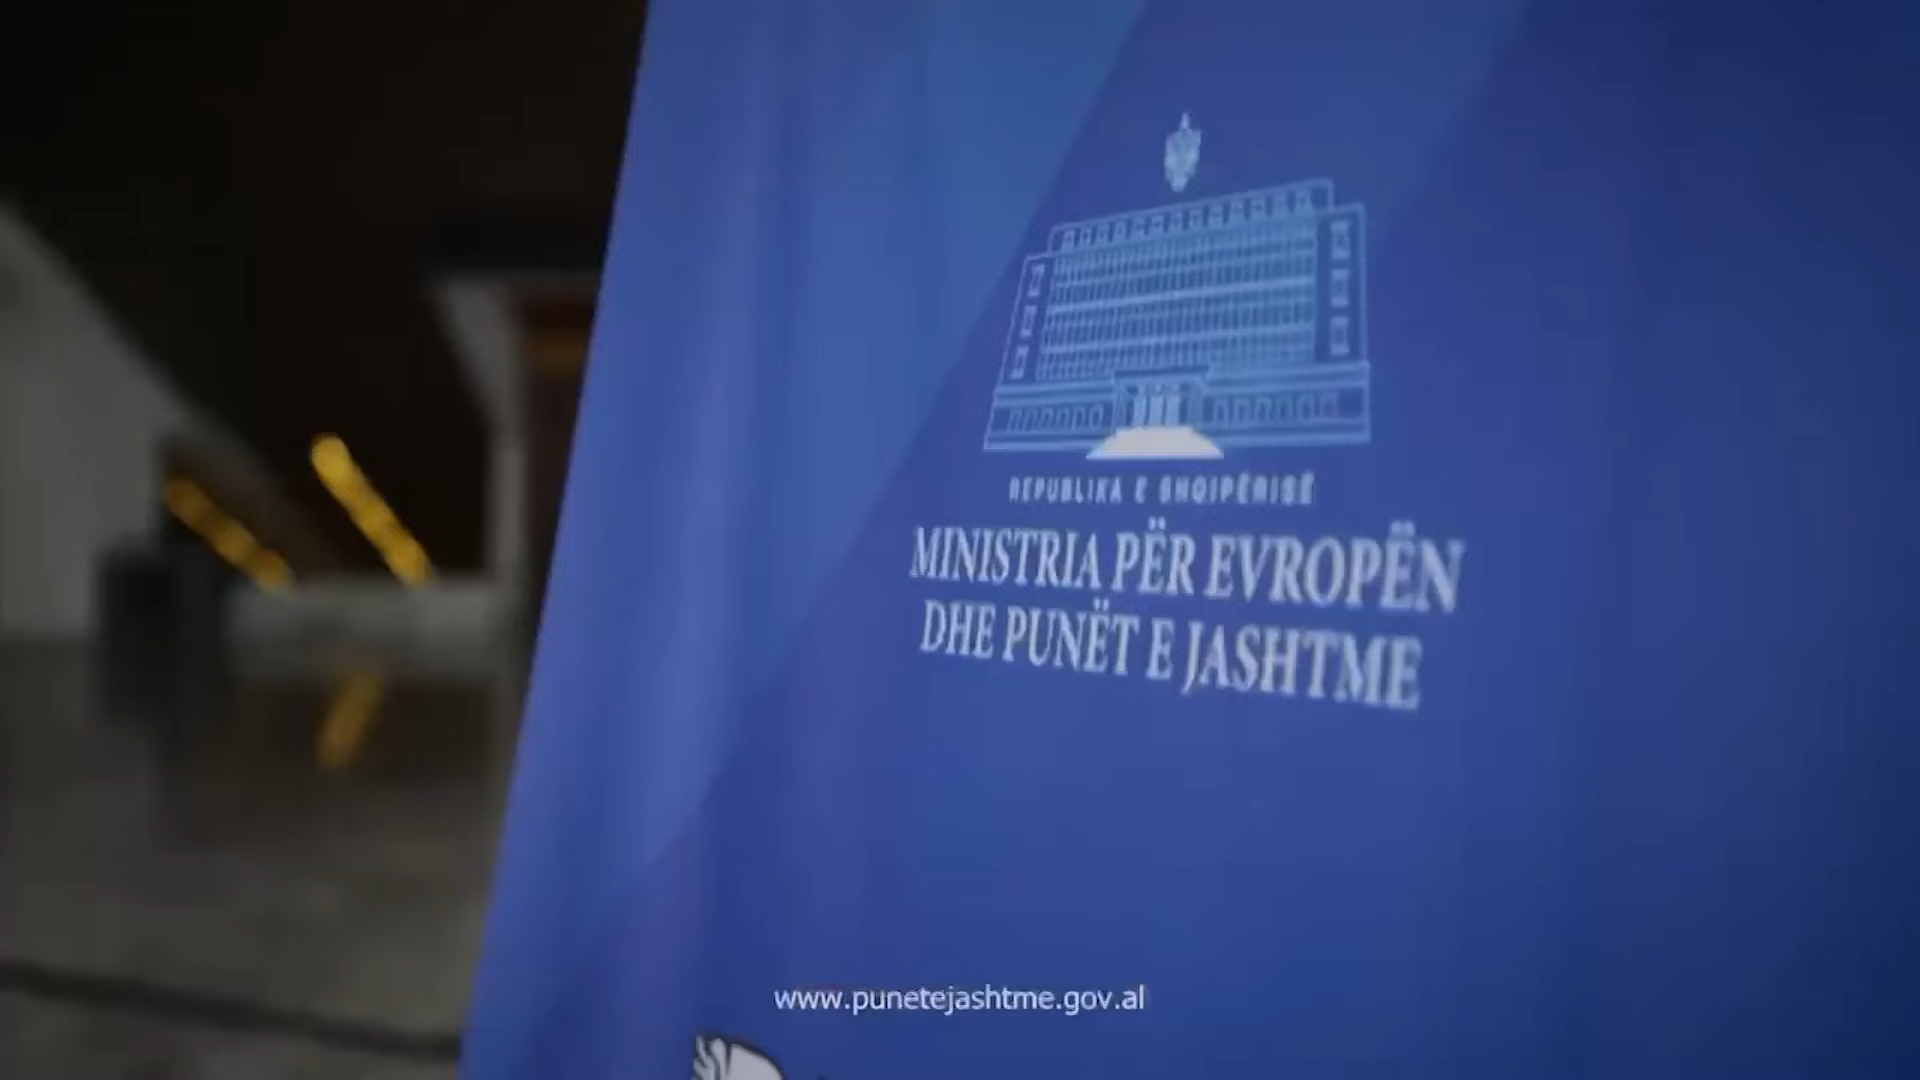 REPUBLIKA E SHQIPËRISË
MINISTRIA PËR EVROPËN
DHE PUNËT E JASHTME
www.punetejashtme.gov.al